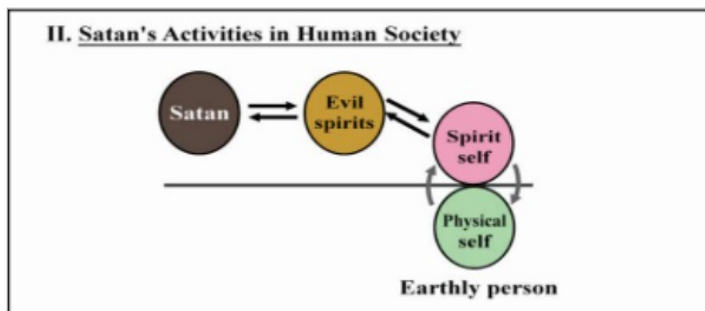 II. Satan's Activities in Human Society
Satan
Evil
spirits
Spirit
self
Physical
self
Earthly person